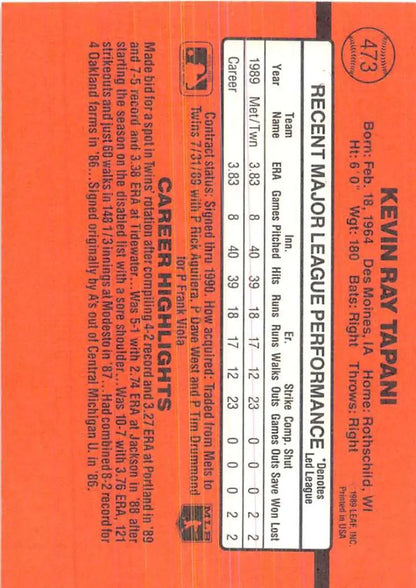 473
KEVIN RAY TAPANI
Born: Feb. 18, 1964 Des Moines, IA Home: Rothschild, WI
Ht: 6' 0" Wgt: 180 Bats: Right Throws: Right
©1989 LEAF, INC.
Printed in USA
*RECENT MAJOR LEAGUE PERFORMANCE
*Denotes
Led League
Inn. Er. Strike Comp. Shut
Year Team Name ERA Games Pitched Hits Runs Runs Walks Outs Games Outs Save Won Lost
1989 Met/Twn 3.83 8 40 39 18 17 12 23 0 0 0 2 2
Career 3.83 8 40 39 18 17 12 23 0 0 0 2 2
Contract status: Signed thru 1990. How acquired: Traded from Mets to
Twins 7/31/89 with P Rick Aguilera, P Dave West and P Tim Drummond
for P Frank Viola
MLB
CAREER HIGHLIGHTS
Made bid for a spot in Twins' rotation after compiling 4-2 record and 3.27 ERA at Portland in '89
and 7-5 record and 3.38 ERA at Tidewater...Was 5-1 with 2.74 ERA at Jackson in '88 after
starting the season on the disabled list with a sore shoulder...Was 10-7 with 3.76 ERA, 121
strikeouts and just 60 walks in 148 1/3 innings at Modesto in '87...Had combined 8-2 record for
4 Oakland farms in '86...Signed originally by A's out of Central Michigan U. in '86.